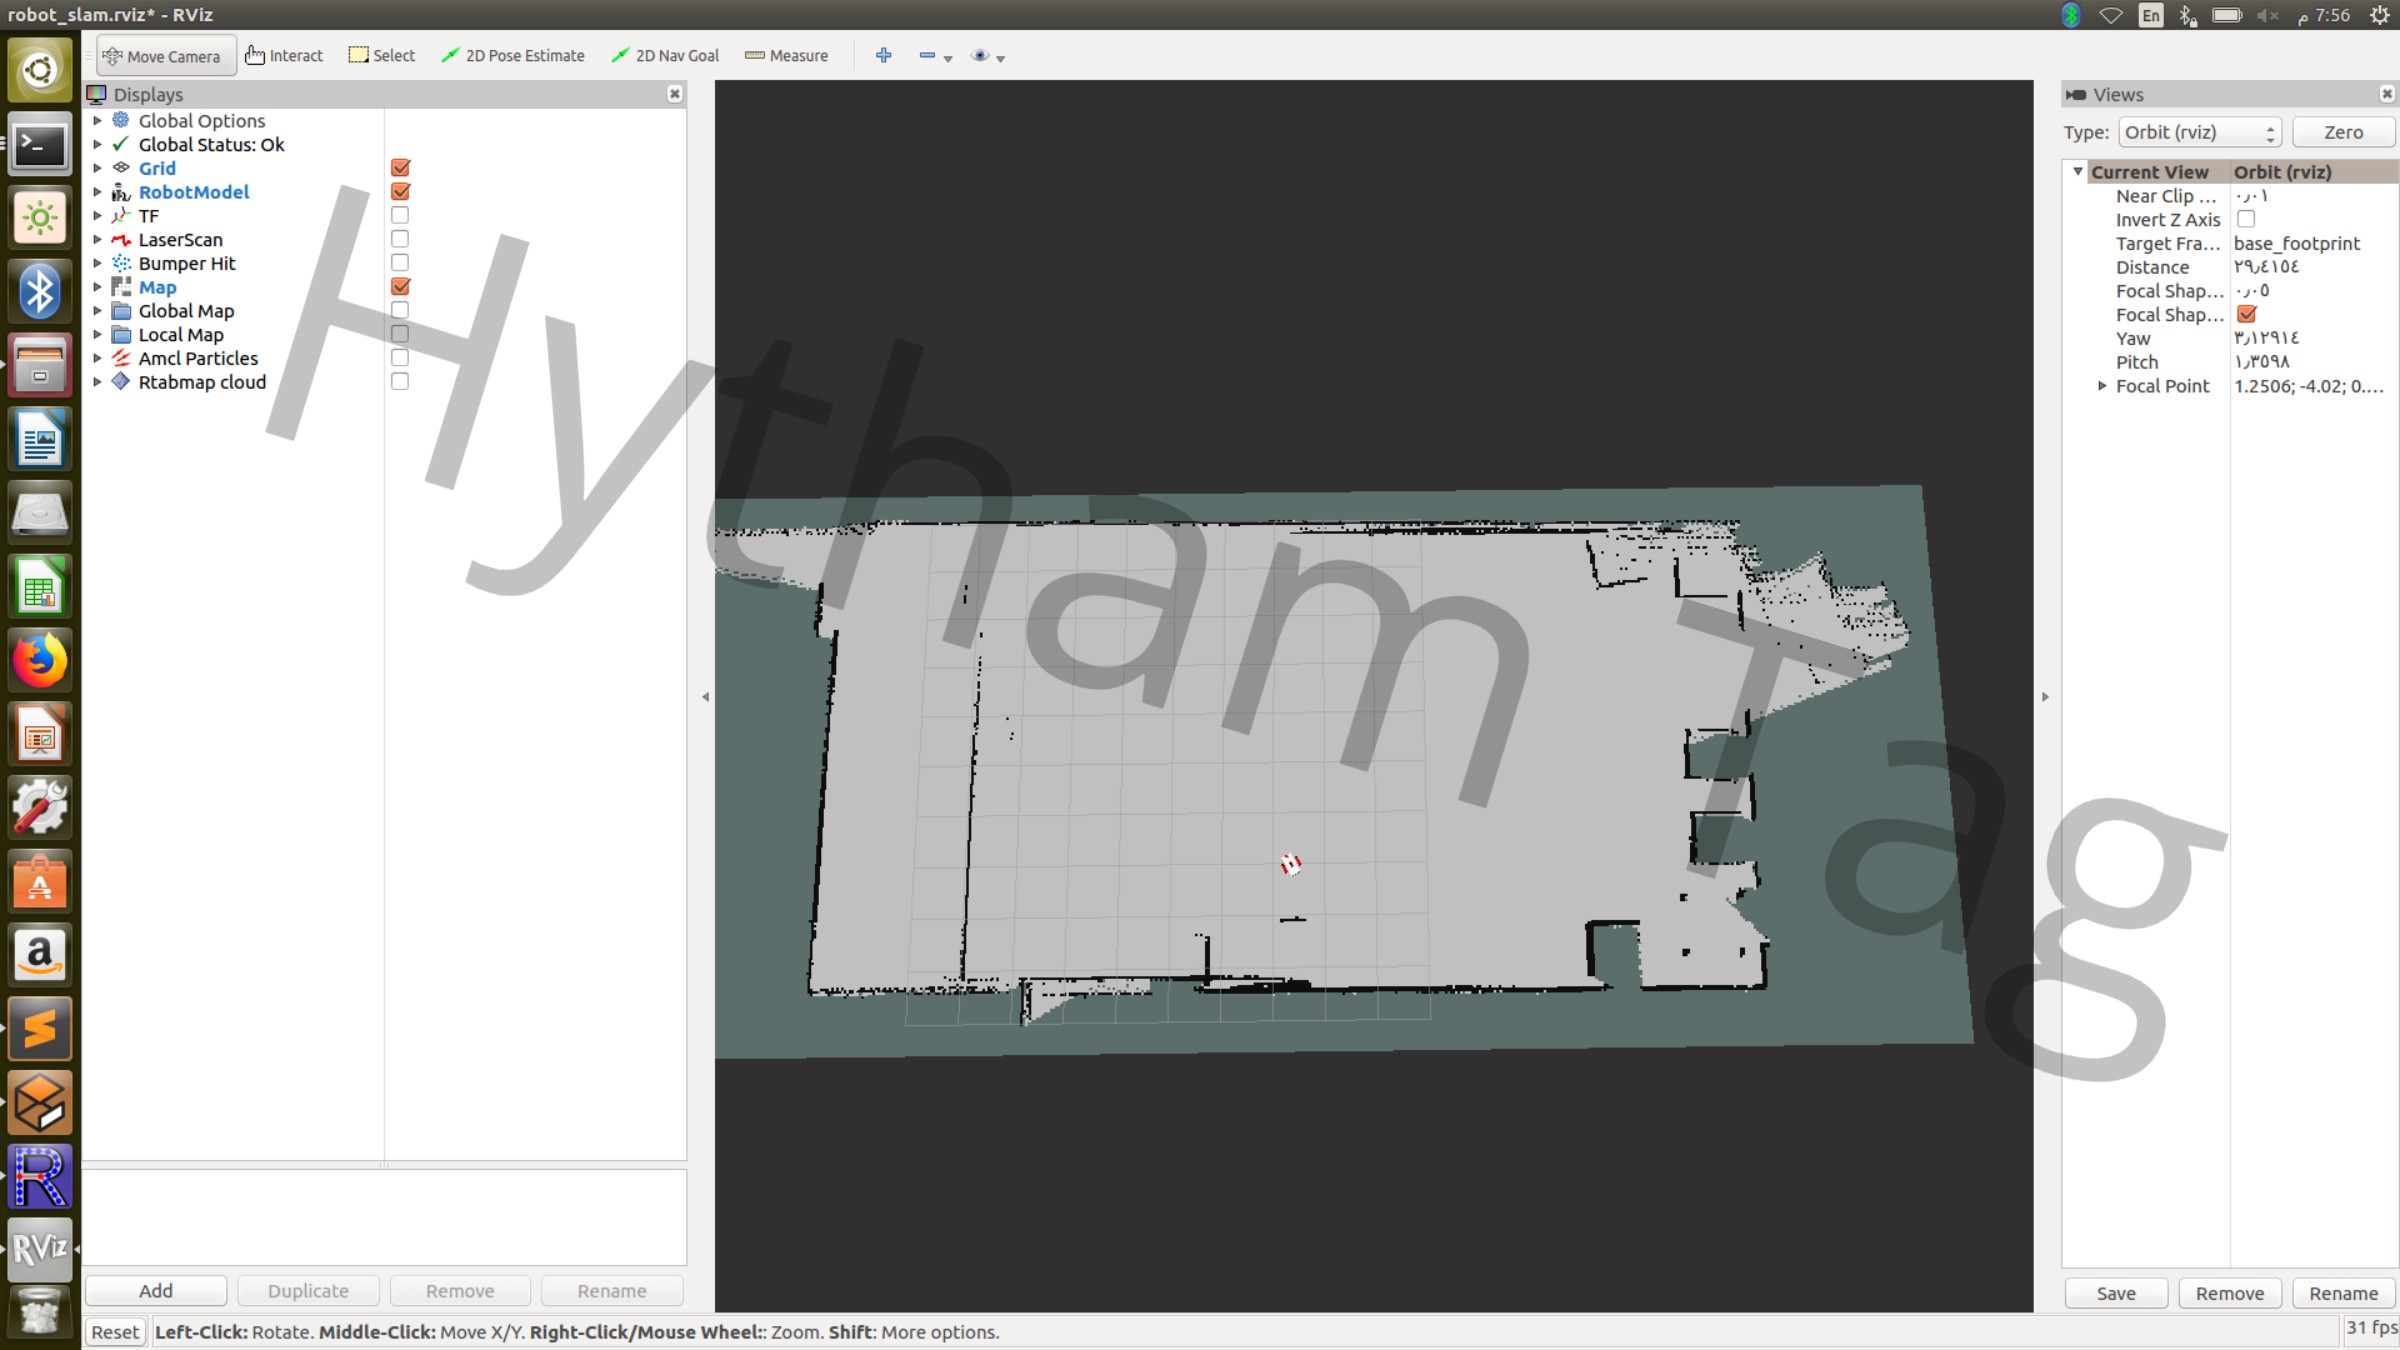 robot_slam.rviz* - RViz
En
م 7:56
Move Camera
Interact
Select
2D Pose Estimate
2D Nav Goal
Measure
Displays
Global Options
Global Status: Ok
Grid
RobotModel
TF
LaserScan
Bumper Hit
Map
Global Map
Local Map
Amcl Particles
Rtabmap cloud
Add
Duplicate
Remove
Rename
Hytham Tag
Views
Type:
Orbit (rviz)
Zero
Current View Orbit (rviz)
Near Clip ... ٠٫٠١
Invert Z Axis
Target Fra... base_footprint
Distance ٢٩٫٤١٥٤
Focal Shap... ٠٫٠٥
Focal Shap...
Yaw ٣٫١٢٩١٤
Pitch ١٫٣٥٩٨
Focal Point 1.2506; -4.02; 0....
Save
Remove
Rename
RViz
Reset
Left-Click: Rotate. Middle-Click: Move X/Y. Right-Click/Mouse Wheel:: Zoom. Shift: More options.
31 fps